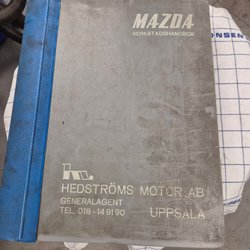 MAZDA
VERKSTADSHANDBOK
HEDSTRÖMS MOTOR AB
GENERALAGENT
TEL. 018 - 14 91 90 UPPSALA